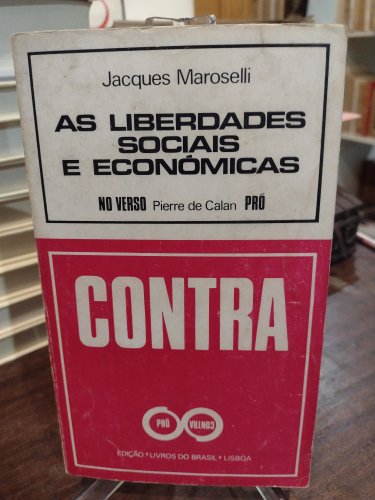 Jacques Maroselli
AS LIBERDADES
SOCIAIS
E ECONÓMICAS
NO VERSO Pierre de Calan PRÓ
CONTRA
PRÓ CONTRA
EDIÇÃO * LIVROS DO BRASIL * LISBOA